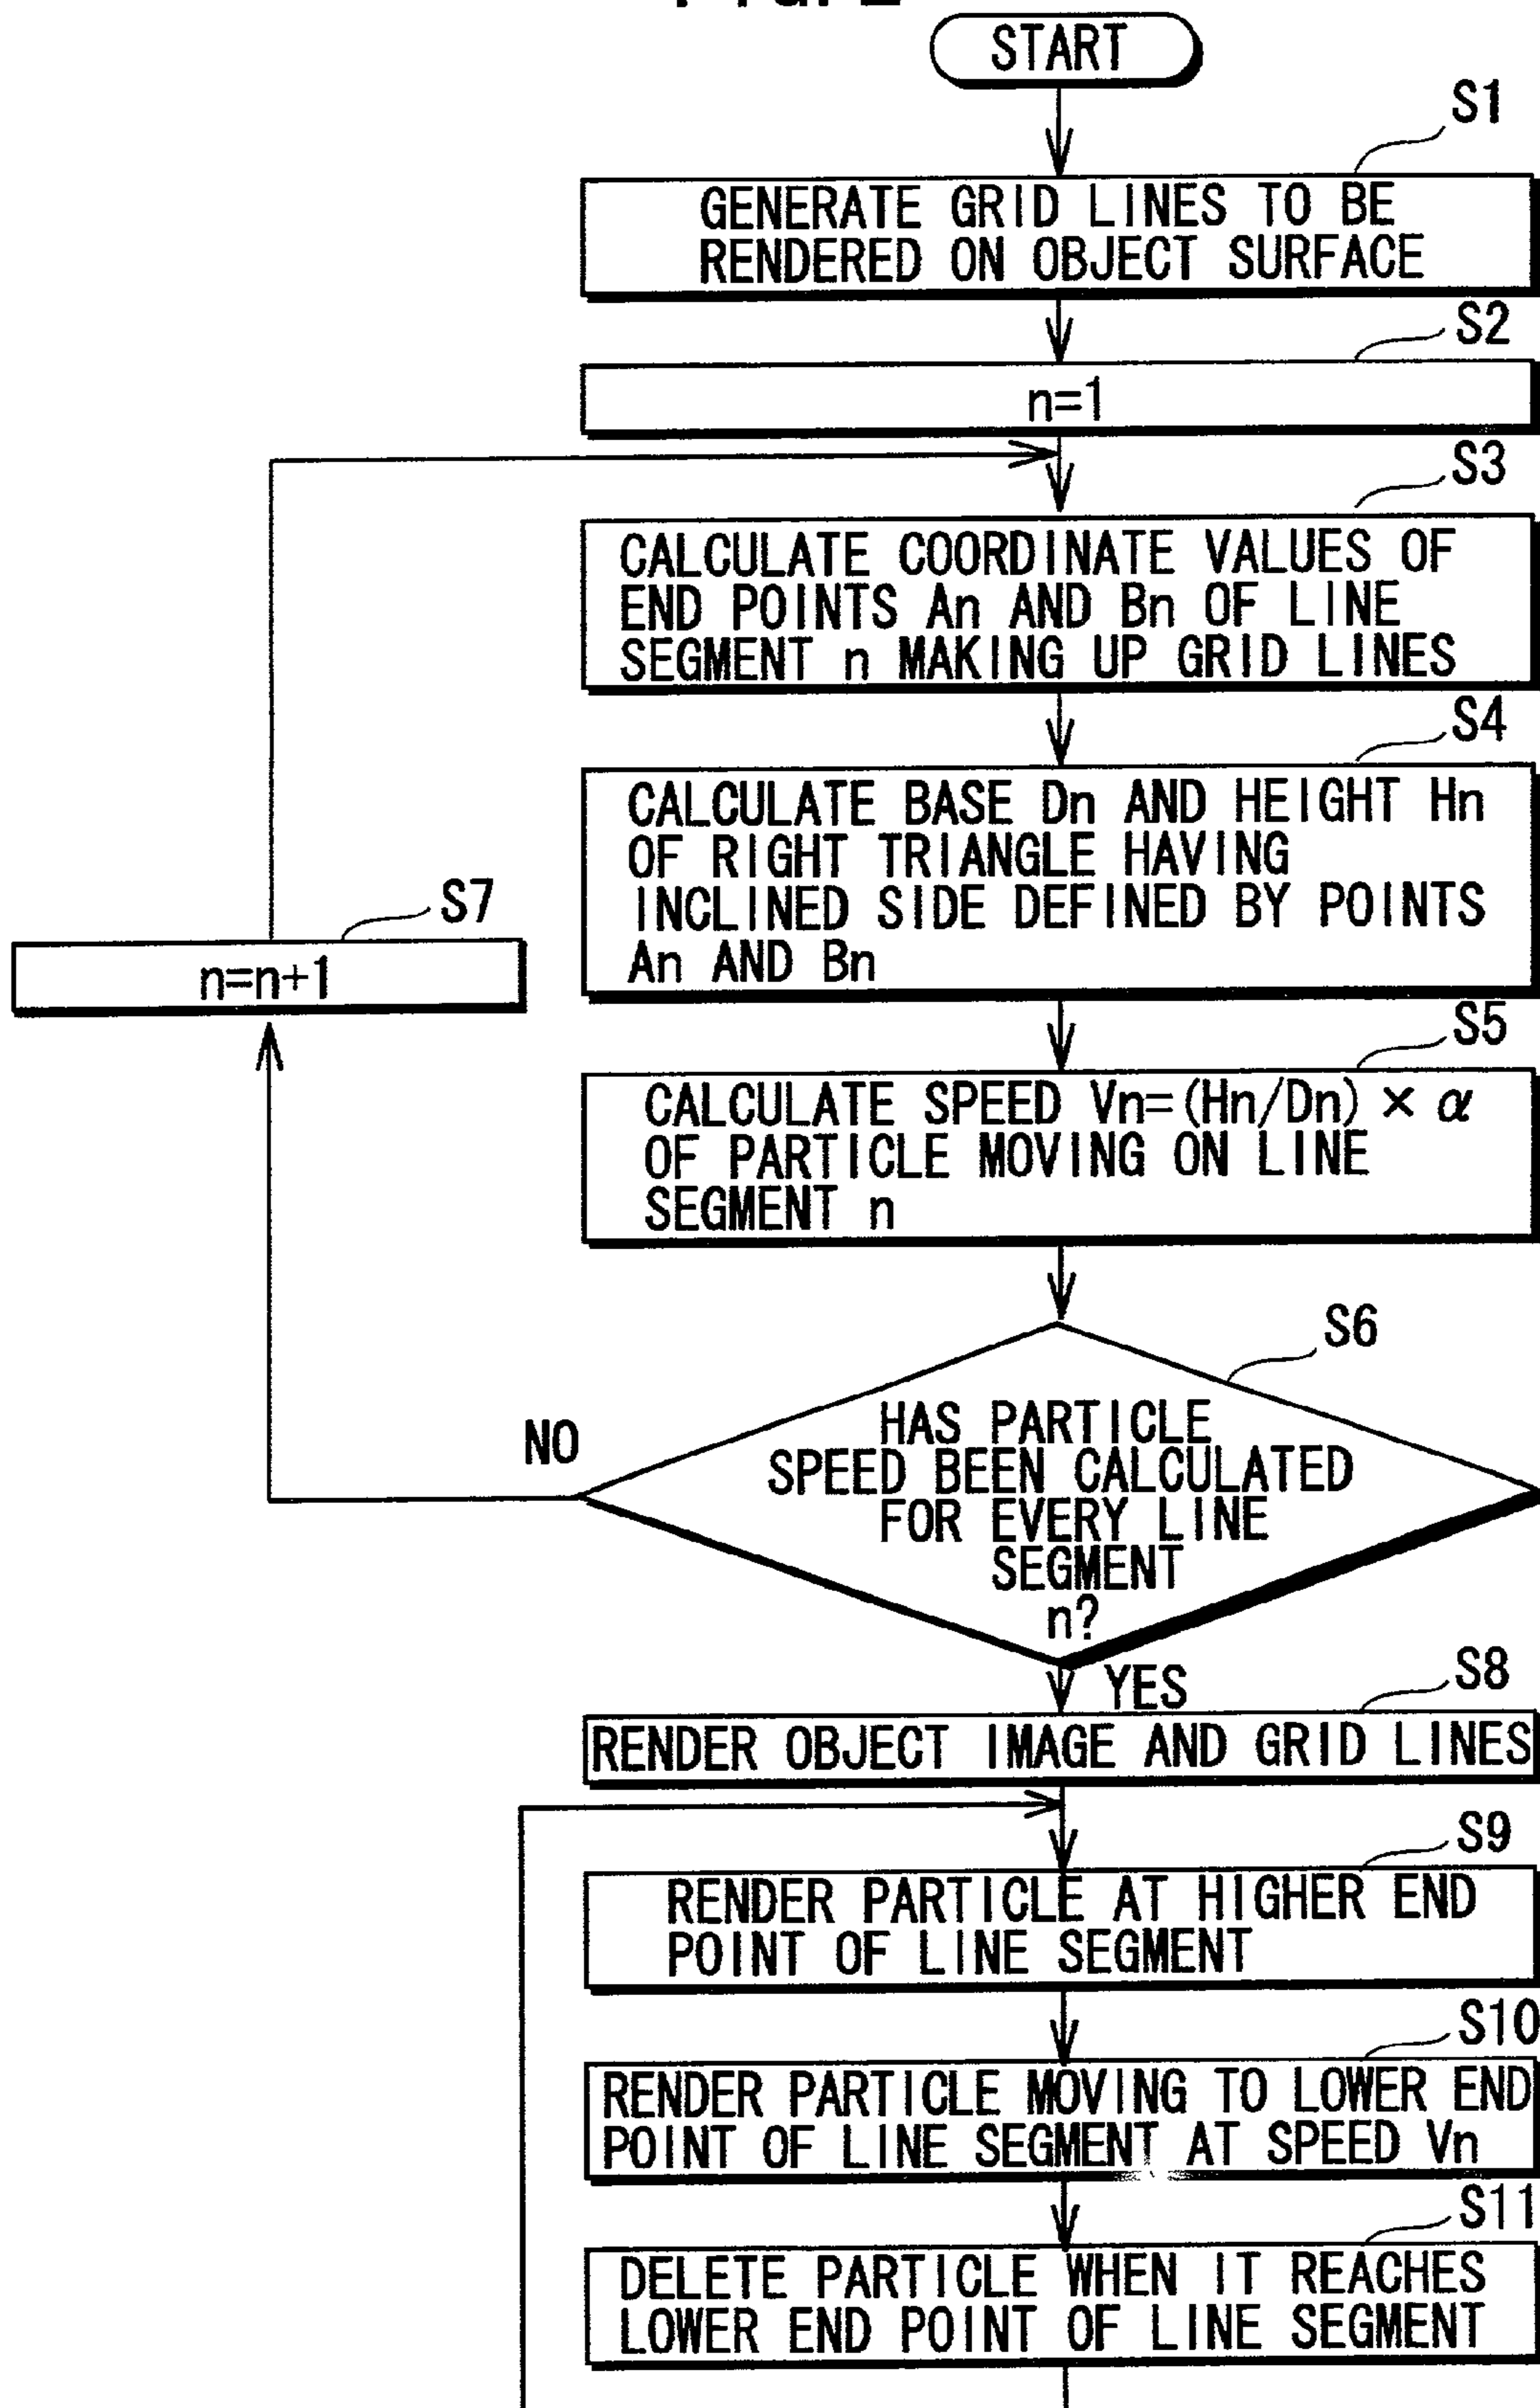 START
S1
GENERATE GRID LINES TO BE
RENDERED ON OBJECT SURFACE
S2
n=1
S3
CALCULATE COORDINATE VALUES OF
END POINTS An AND Bn OF LINE
SEGMENT n MAKING UP GRID LINES
S4
CALCULATE BASE Dn AND HEIGHT Hn
OF RIGHT TRIANGLE HAVING
INCLINED SIDE DEFINED BY POINTS
An AND Bn
S7
n=n+1
S5
CALCULATE SPEED Vn=(Hn/Dn) × α
OF PARTICLE MOVING ON LINE
SEGMENT n
S6
HAS PARTICLE
SPEED BEEN CALCULATED
FOR EVERY LINE
SEGMENT
n?
NO
YES
S8
RENDER OBJECT IMAGE AND GRID LINES
S9
RENDER PARTICLE AT HIGHER END
POINT OF LINE SEGMENT
S10
RENDER PARTICLE MOVING TO LOWER END
POINT OF LINE SEGMENT AT SPEED Vn
S11
DELETE PARTICLE WHEN IT REACHES
LOWER END POINT OF LINE SEGMENT